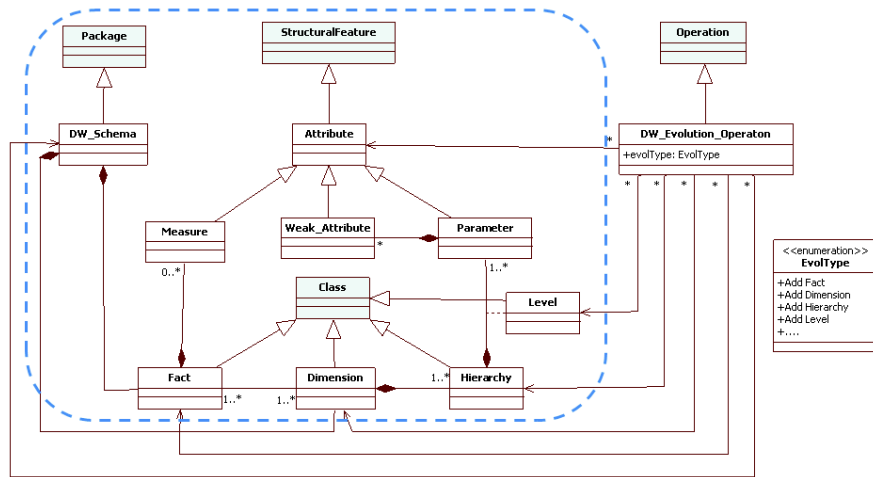 Package
StructuralFeature
Operation
DW_Schema
Attribute
*
DW_Evolution_Operaton
+evolType: EvolType
* * * * *
Measure
Weak_Attribute
*
Parameter
0..*
1..*
<<enumeration>>
EvolType
+Add Fact
+Add Dimension
+Add Hierarchy
+Add Level
+....
Class
Level
Fact
1..*
Dimension
1..*
1..*
Hierarchy